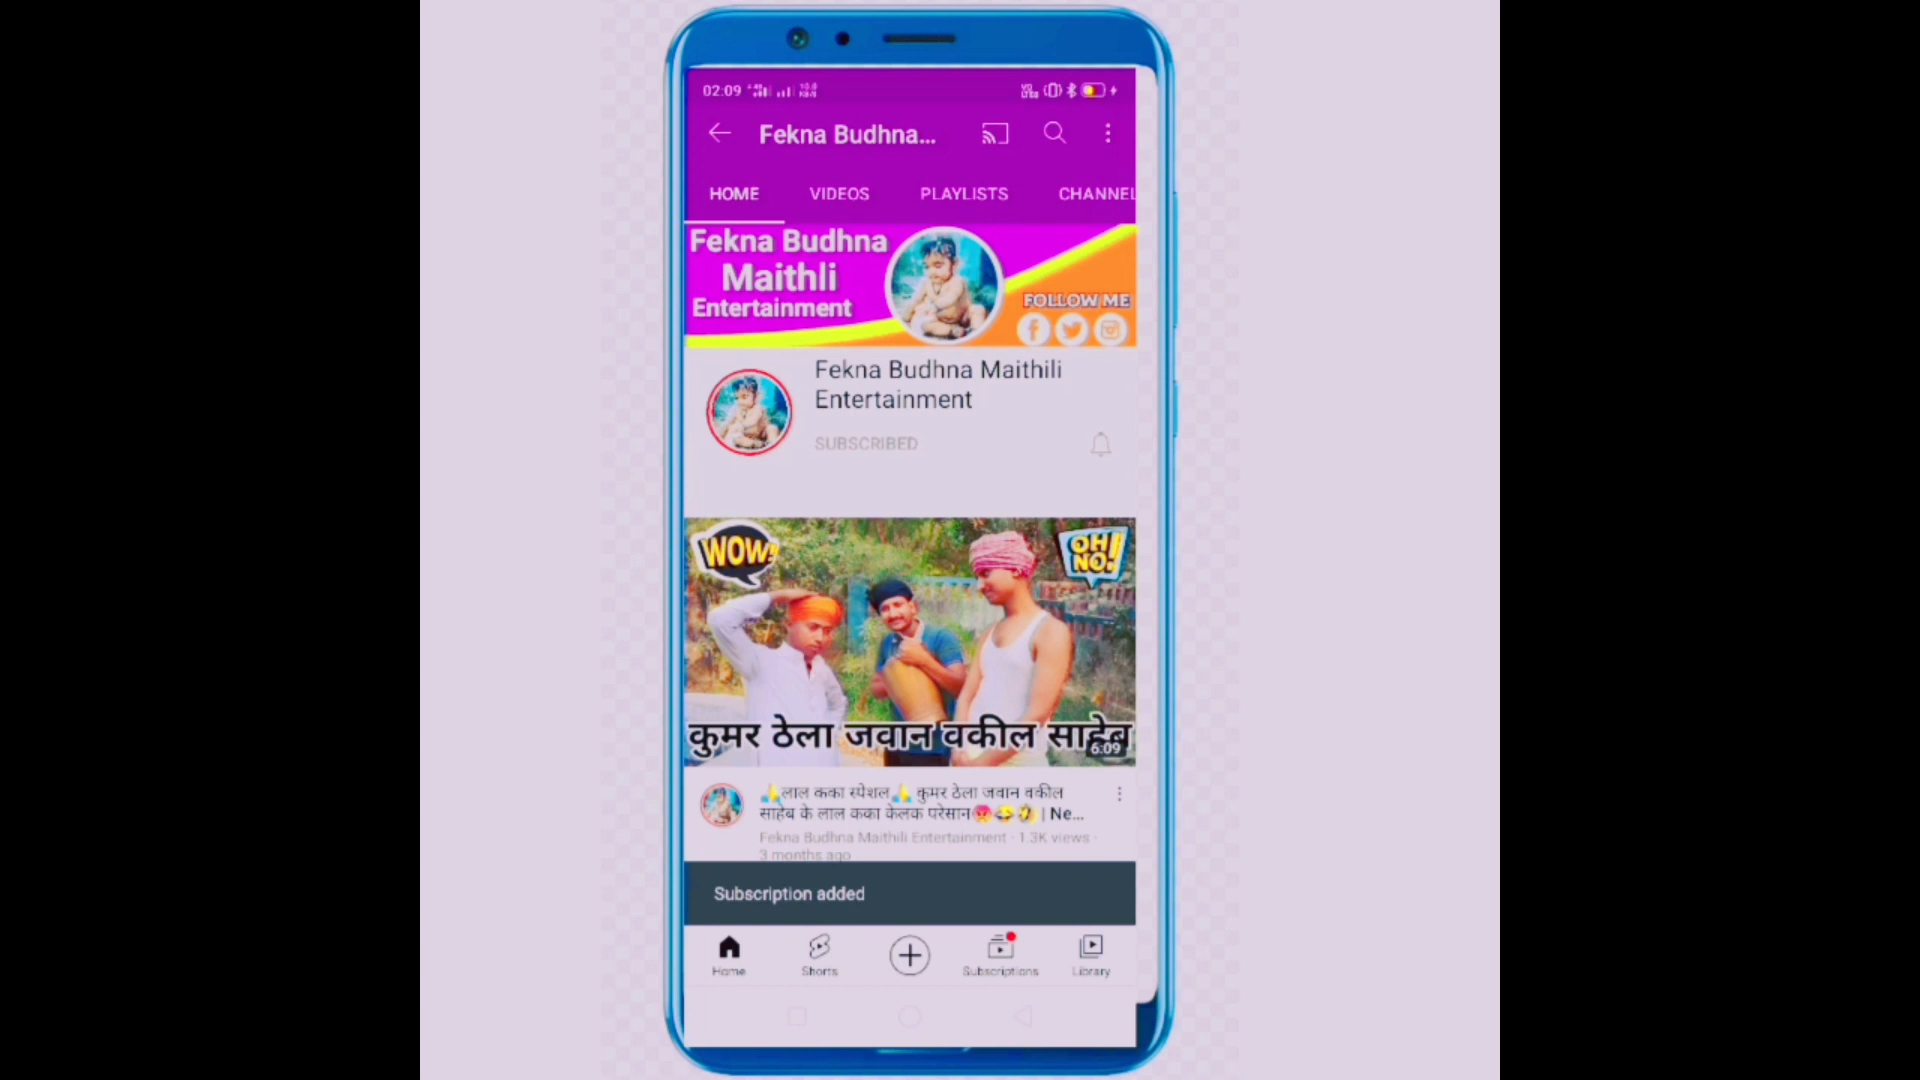 02:09
Fekna Budhna...
HOME VIDEOS PLAYLISTS CHANNEL
Fekna Budhna
Maithli
Entertainment
FOLLOW ME
Fekna Budhna Maithili
Entertainment
SUBSCRIBED
WOW!
OH
NO!
कुमर ठेला जवान वकील साहेब
6:09
🙏लाल कका स्पेशल🙏 कुमर ठेला जवान वकील
साहेब के लाल कका केलक परेसान😡😂🤣 | Ne...
Fekna Budhna Maithili Entertainment · 1.3K views ·
3 months ago
Subscription added
Home Shorts Subscriptions Library